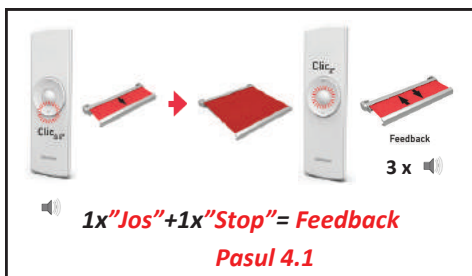 Clic
Clic
Feedback
3 x
1x"Jos"+1x"Stop"= Feedback
Pasul 4.1